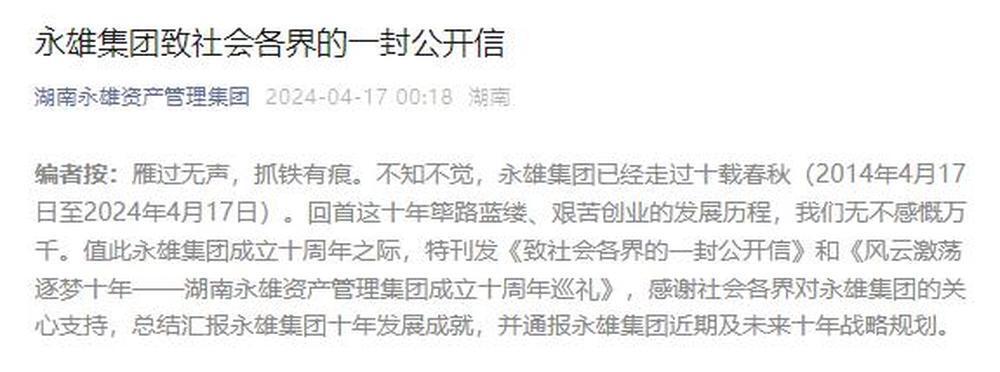 永雄集团致社会各界的一封公开信
湖南永雄资产管理集团 2024-04-17 00:18 湖南
编者按：雁过无声，抓铁有痕。不知不觉，永雄集团已经走过十载春秋（2014年4月17
日至2024年4月17日）。回首这十年筚路蓝缕、艰苦创业的发展历程，我们无不感慨万
千。值此永雄集团成立十周年之际，特刊发《致社会各界的一封公开信》和《风云激荡
逐梦十年——湖南永雄资产管理集团成立十周年巡礼》，感谢社会各界对永雄集团的关
心支持，总结汇报永雄集团十年发展成就，并通报永雄集团近期及未来十年战略规划。